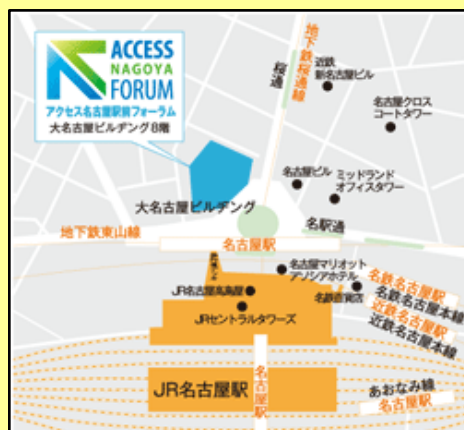 ACCESS
NAGOYA
FORUM
アクセス名古屋駅前フォーラム
大名古屋ビルヂング8階
地下鉄桜通線
桜通
近鉄
新名古屋ビル
名古屋クロス
コートタワー
名古屋ビル
ミッドランド
オフィスタワー
大名古屋ビルヂング
名駅通
地下鉄東山線
名古屋駅
名古屋マリオット
アソシアホテル
JR名古屋高島屋
名鉄百貨店
JRセントラルタワーズ
名鉄名古屋駅
名鉄名古屋本線
近鉄名古屋駅
近鉄名古屋本線
JR名古屋駅
名古屋駅
あおなみ線
名古屋駅